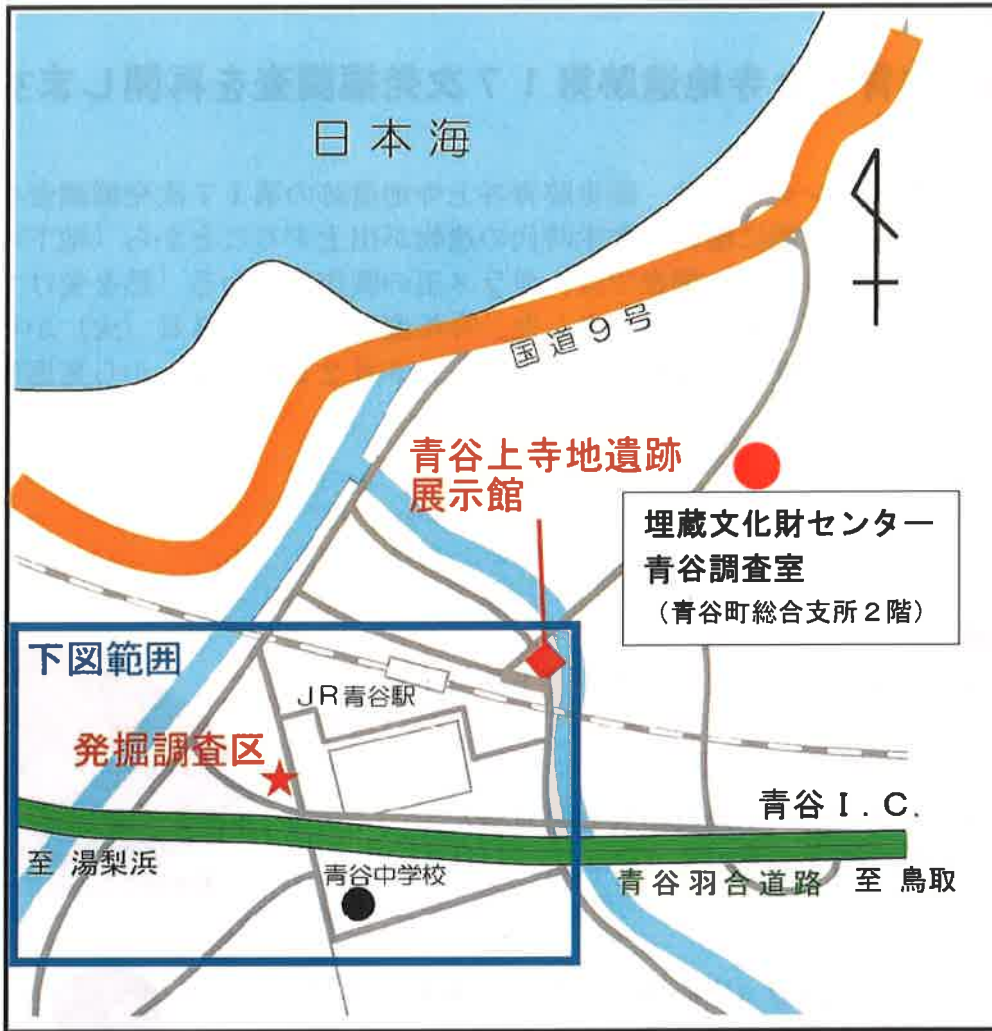 日本海
国道9号
青谷上寺地遺跡
展示館
埋蔵文化財センター
青谷調査室
(青谷町総合支所2階)
下図範囲
JR青谷駅
発掘調査区
青谷I.C.
至 湯梨浜
青谷中学校
青谷羽合道路 至 鳥取